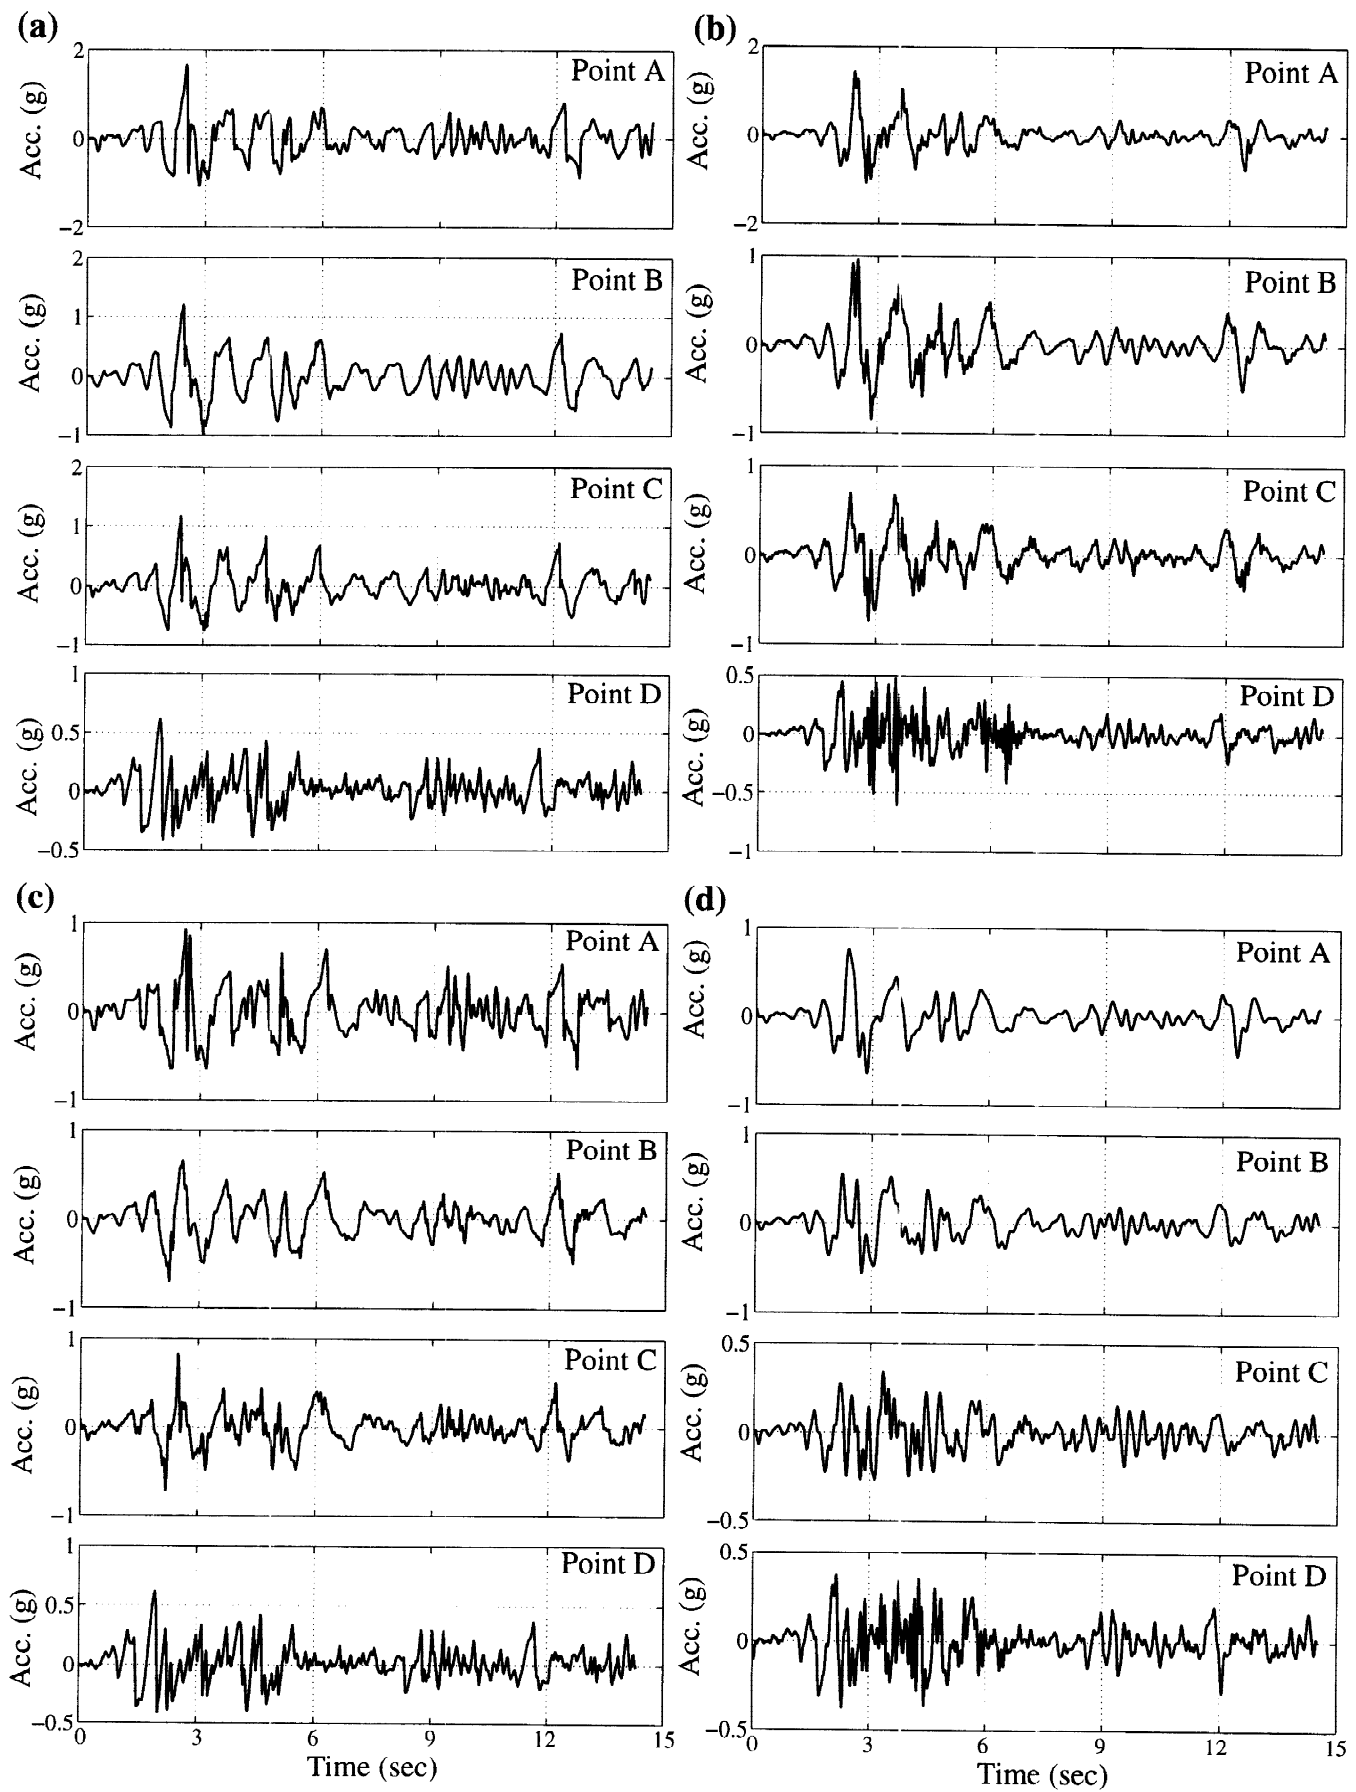 (a)
Acc. (g)
2
0
−2
Point A
Acc. (g)
2
1
0
−1
Point B
Acc. (g)
2
1
0
−1
Point C
Acc. (g)
1
0.5
0
−0.5
Point D
(b)
Acc. (g)
2
0
−2
Point A
Acc. (g)
1
0
−1
Point B
Acc. (g)
1
0
−1
Point C
Acc. (g)
0.5
0
−0.5
−1
Point D
(c)
Acc. (g)
1
0
−1
Point A
Acc. (g)
1
0
−1
Point B
Acc. (g)
1
0
−1
Point C
Acc. (g)
1
0.5
0
−0.5
Point D
0 3 6 9 12 15
Time (sec)
(d)
Acc. (g)
1
0
−1
Point A
Acc. (g)
1
0
−1
Point B
Acc. (g)
0.5
0
−0.5
Point C
Acc. (g)
0.5
0
−0.5
Point D
0 3 6 9 12 15
Time (sec)